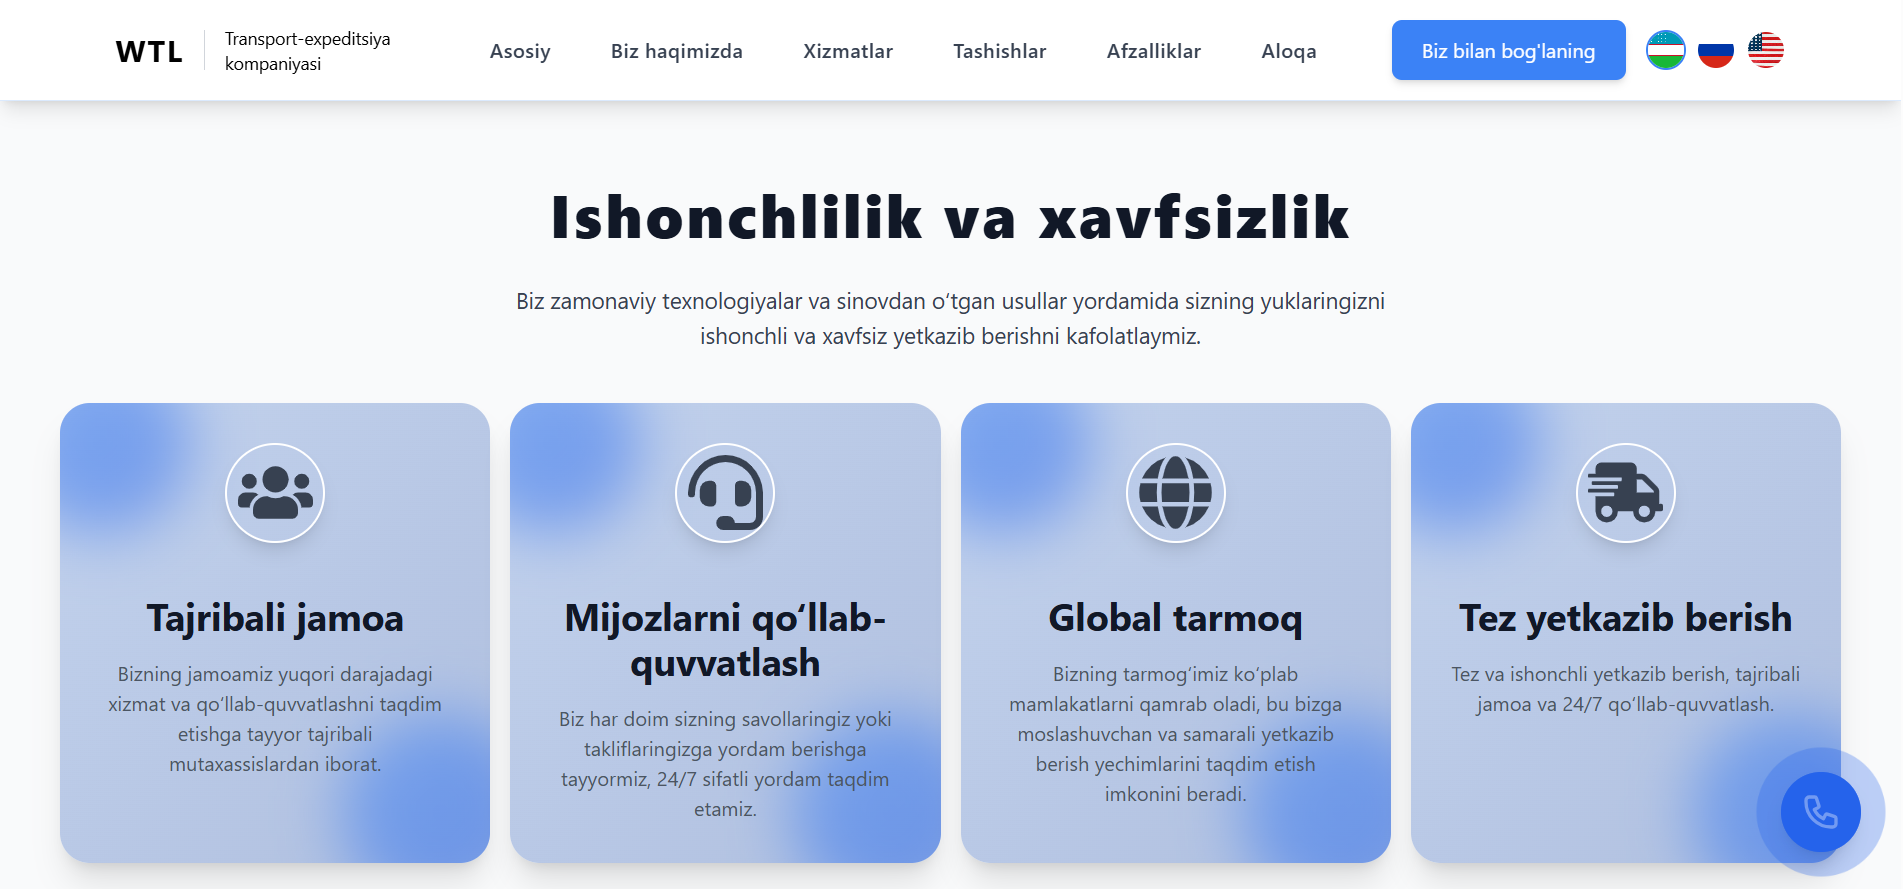 WTL
Transport-expeditsiya
kompaniyasi
Asosiy
Biz haqimizda
Xizmatlar
Tashishlar
Afzalliklar
Aloqa
Biz bilan bog'laning
Ishonchlilik va xavfsizlik
Biz zamonaviy texnologiyalar va sinovdan o‘tgan usullar yordamida sizning yuklaringizni
ishonchli va xavfsiz yetkazib berishni kafolatlaymiz.
Tajribali jamoa
Bizning jamoamiz yuqori darajadagi
xizmat va qo‘llab-quvvatlashni taqdim
etishga tayyor tajribali
mutaxassislardan iborat.
Mijozlarni qo‘llab-
quvvatlash
Biz har doim sizning savollaringiz yoki
takliflaringizga yordam berishga
tayyormiz, 24/7 sifatli yordam taqdim
etamiz.
Global tarmoq
Bizning tarmog‘imiz ko‘plab
mamlakatlarni qamrab oladi, bu bizga
moslashuvchan va samarali yetkazib
berish yechimlarini taqdim etish
imkonini beradi.
Tez yetkazib berish
Tez va ishonchli yetkazib berish, tajribali
jamoa va 24/7 qo‘llab-quvvatlash.